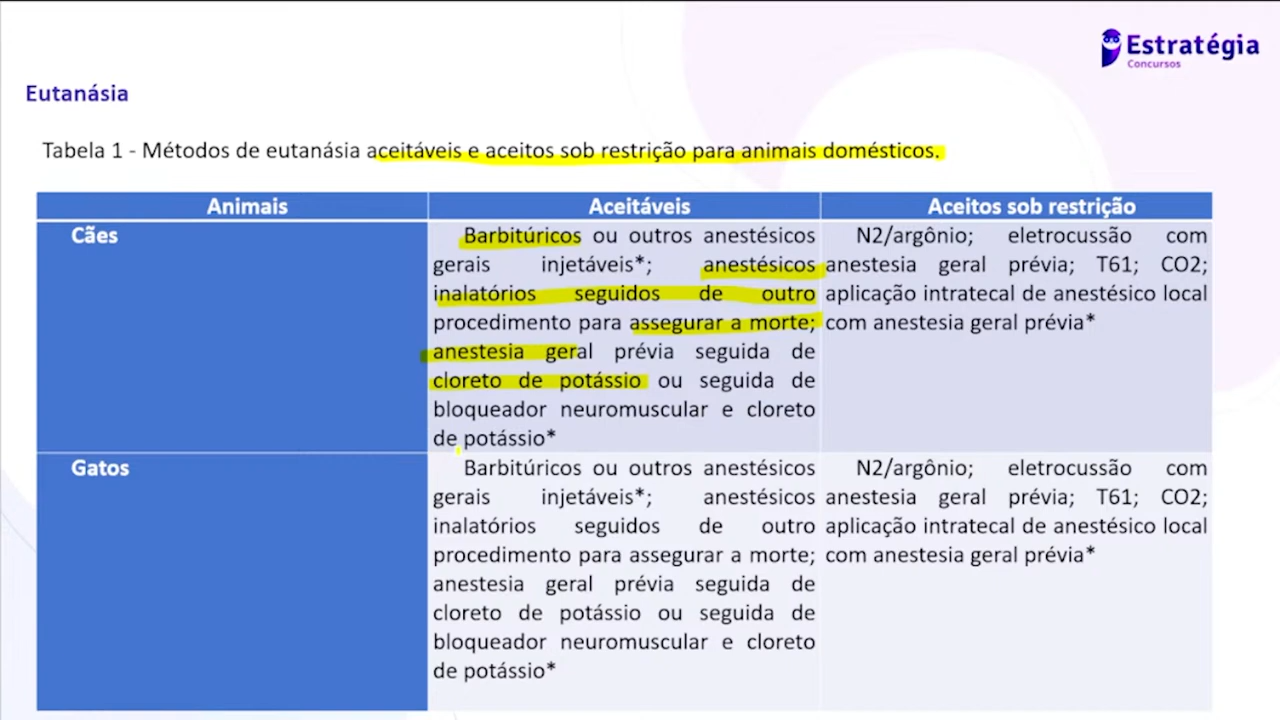 Estratégia
Concursos
Eutanásia
Tabela 1 - Métodos de eutanásia aceitáveis e aceitos sob restrição para animais domésticos.
Animais
Aceitáveis
Aceitos sob restrição
Cães
Barbitúricos ou outros anestésicos
gerais injetáveis*; anestésicos
inalatórios seguidos de outro
procedimento para assegurar a morte;
anestesia geral prévia seguida de
cloreto de potássio ou seguida de
bloqueador neuromuscular e cloreto
de potássio*
N2/argônio; eletrocussão com
anestesia geral prévia; T61; CO2;
aplicação intratecal de anestésico local
com anestesia geral prévia*
Gatos
Barbitúricos ou outros anestésicos
gerais injetáveis*; anestésicos
inalatórios seguidos de outro
procedimento para assegurar a morte;
anestesia geral prévia seguida de
cloreto de potássio ou seguida de
bloqueador neuromuscular e cloreto
de potássio*
N2/argônio; eletrocussão com
anestesia geral prévia; T61; CO2;
aplicação intratecal de anestésico local
com anestesia geral prévia*